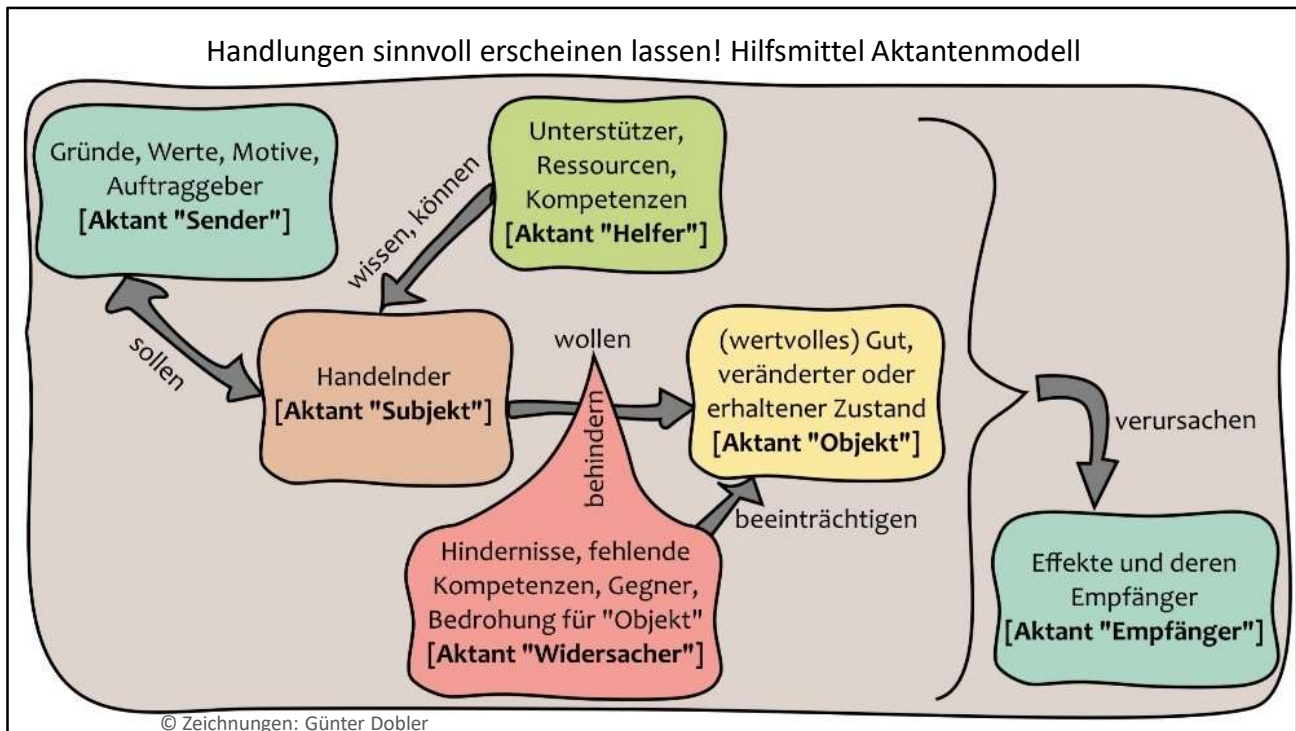 Handlungen sinnvoll erscheinen lassen! Hilfsmittel Aktantenmodell
Gründe, Werte, Motive,
Auftraggeber
[Aktant "Sender"]
Unterstützer,
Ressourcen,
Kompetenzen
[Aktant "Helfer"]
wissen, können
sollen
Handelnder
[Aktant "Subjekt"]
wollen
behindern
(wertvolles) Gut,
veränderter oder
erhaltener Zustand
[Aktant "Objekt"]
beeinträchtigen
Hindernisse, fehlende
Kompetenzen, Gegner,
Bedrohung für "Objekt"
[Aktant "Widersacher"]
verursachen
Effekte und deren
Empfänger
[Aktant "Empfänger"]
© Zeichnungen: Günter Dobler